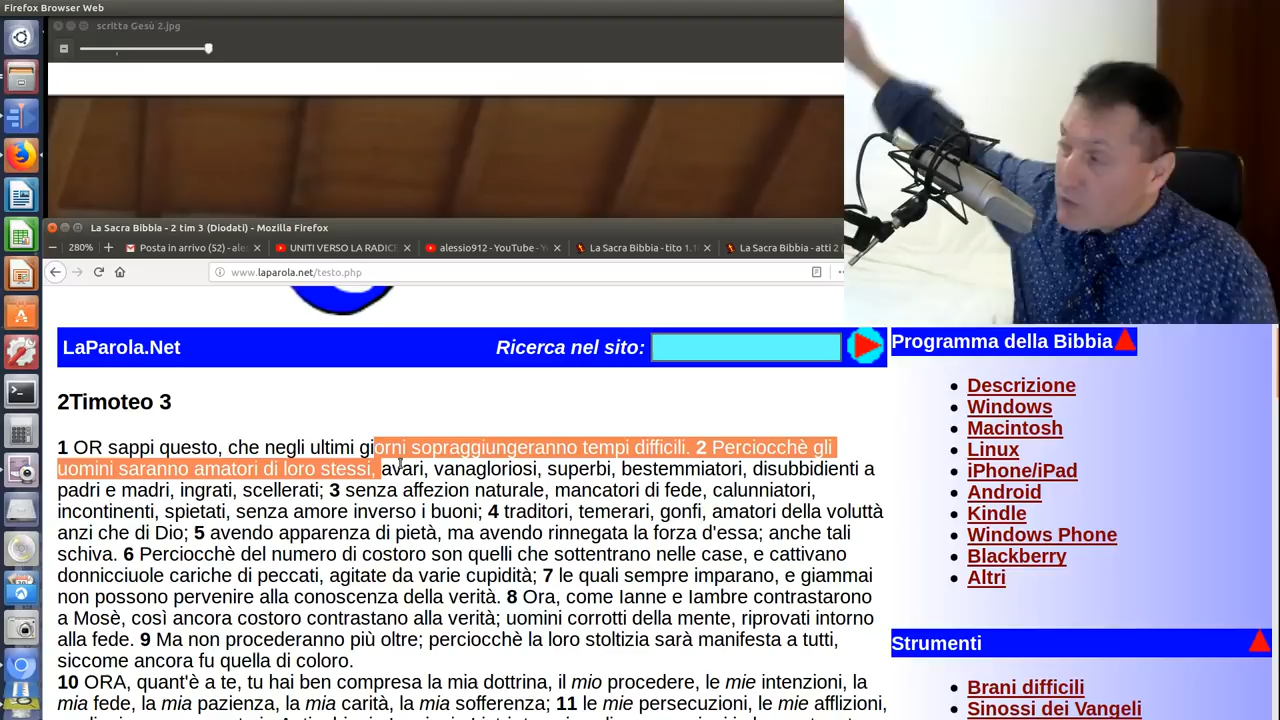 Firefox Browser Web
scritta Gesù 2.jpg
La Sacra Bibbia - 2 tim 3 (Diodati) - Mozilla Firefox
280%
Posta in arrivo (52) - ale
UNITI VERSO LA RADICE
alessio912 - YouTube - Y
La Sacra Bibbia - tito 1.1
La Sacra Bibbia - atti 2
www.laparola.net/testo.php
LaParola.Net
Ricerca nel sito:
2Timoteo 3
1 OR sappi questo, che negli ultimi giorni sopraggiungeranno tempi difficili. 2 Perciocchè gli
uomini saranno amatori di loro stessi, avari, vanagloriosi, superbi, bestemmiatori, disubbidienti a
padri e madri, ingrati, scellerati; 3 senza affezion naturale, mancatori di fede, calunniatori,
incontinenti, spietati, senza amore inverso i buoni; 4 traditori, temerari, gonfi, amatori della voluttà
anzi che di Dio; 5 avendo apparenza di pietà, ma avendo rinnegata la forza d'essa; anche tali
schiva. 6 Perciocchè del numero di costoro son quelli che sottentrano nelle case, e cattivano
donnicciuole cariche di peccati, agitate da varie cupidità; 7 le quali sempre imparano, e giammai
non possono pervenire alla conoscenza della verità. 8 Ora, come Ianne e Iambre contrastarono
a Mosè, così ancora costoro contrastano alla verità; uomini corrotti della mente, riprovati intorno
alla fede. 9 Ma non procederanno più oltre; perciocchè la loro stoltizia sarà manifesta a tutti,
siccome ancora fu quella di coloro.
10 ORA, quant'è a te, tu hai ben compresa la mia dottrina, il mio procedere, le mie intenzioni, la
mia fede, la mia pazienza, la mia carità, la mia sofferenza; 11 le mie persecuzioni, le mie afflizioni,
Programma della Bibbia
Descrizione
Windows
Macintosh
Linux
iPhone/iPad
Android
Kindle
Windows Phone
Blackberry
Altri
Strumenti
Brani difficili
Sinossi dei Vangeli